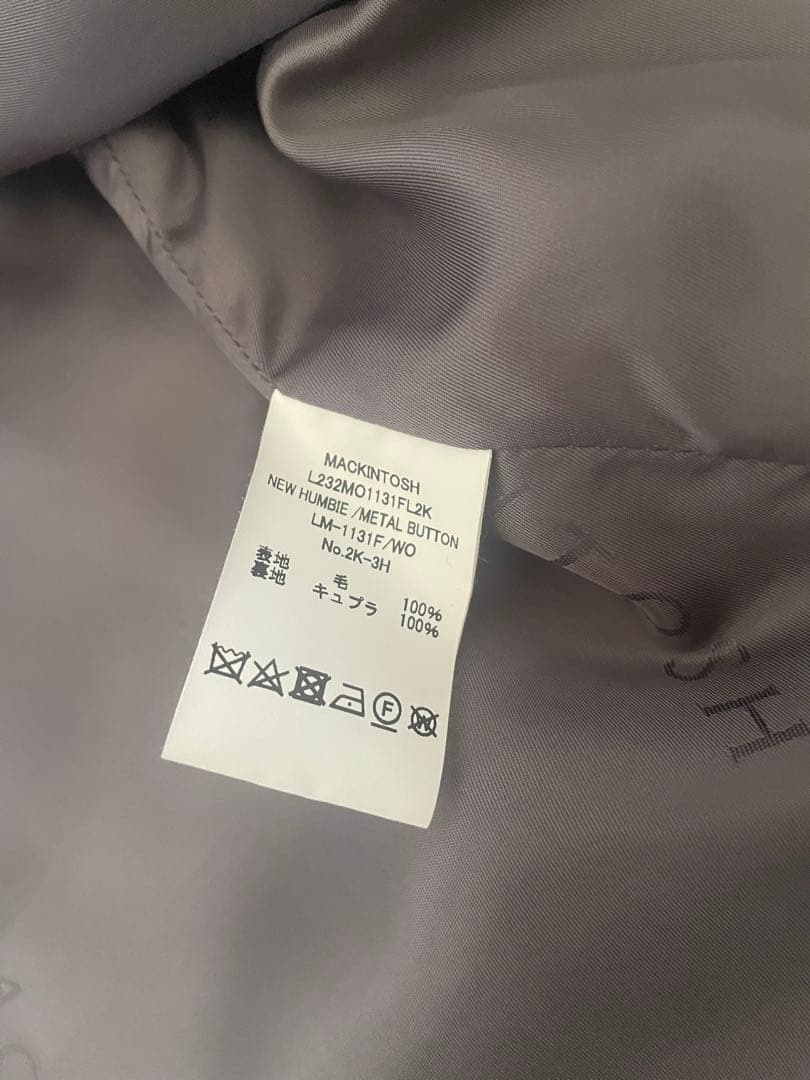 MACKINTOSH
L232MO1131FL2K
NEW HUMBIE /METAL BUTTON
LM-1131F/WO
No.2K-3H
表地 毛 100%
裏地 キュプラ 100%
F
W
TOSH